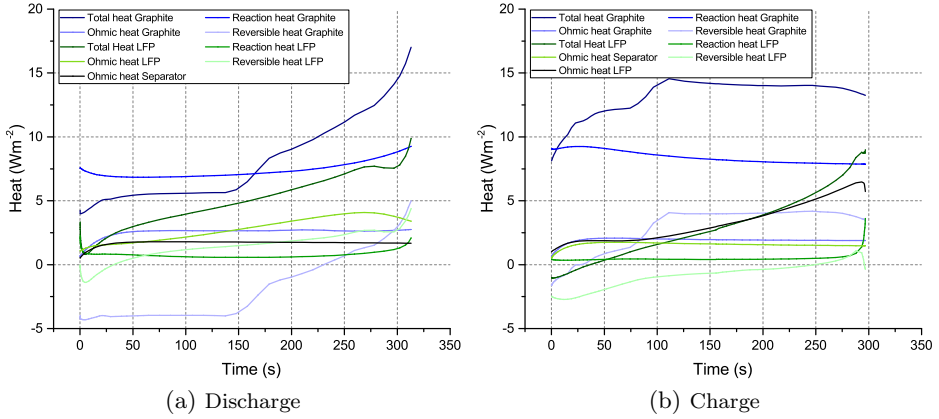 Total heat Graphite
Reaction heat Graphite
Ohmic heat Graphite
Reversible heat Graphite
Total Heat LFP
Reaction heat LFP
Ohmic heat LFP
Reversible heat LFP
Ohmic heat Separator
20
15
10
5
0
-5
Heat (Wm-2)
-50 0 50 100 150 200 250 300 350
Time (s)
(a) Discharge
Total heat Graphite
Reaction heat Graphite
Ohmic heat Graphite
Reversible heat Graphite
Total Heat LFP
Reaction heat LFP
Ohmic heat Separator
Reversible heat LFP
Ohmic heat LFP
20
15
10
5
0
-5
Heat (Wm-2)
-50 0 50 100 150 200 250 300 350
Time (s)
(b) Charge